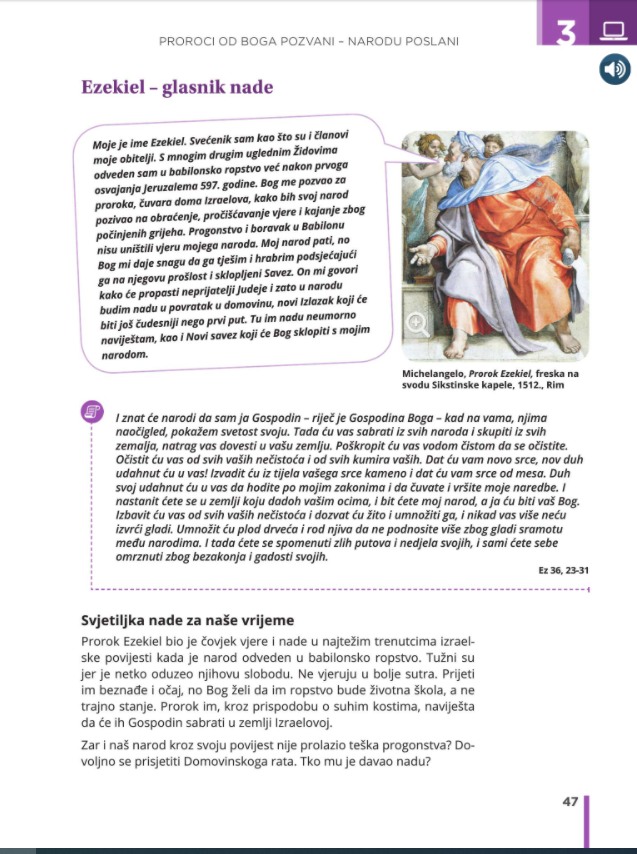 PROROCI OD BOGA POZVANI – NARODU POSLANI
3
Ezekiel – glasnik nade
Moje je ime Ezekiel. Svećenik sam kao što su i članovi
moje obitelji. S mnogim drugim uglednim Židovima
odveden sam u babilonsko ropstvo već nakon prvoga
osvajanja Jeruzalema 597. godine. Bog me pozvao za
proroka, čuvara doma Izraelova, kako bih svoj narod
pozivao na obraćenje, pročišćavanje vjere i kajanje zbog
počinjenih grijeha. Progonstvo i boravak u Babilonu
nisu uništili vjeru mojega naroda. Moj narod pati, no
Bog mi daje snagu da ga tješim i hrabrim podsjećajući
ga na njegovu prošlost i sklopljeni Savez. On mi govori
kako će propasti neprijatelji Judeje i zato u narodu
budim nadu u povratak u domovinu, novi Izlazak koji će
biti još čudesniji nego prvi put. Tu im nadu neumorno
naviještam, kao i Novi savez koji će Bog sklopiti s mojim
narodom.
Michelangelo, Prorok Ezekiel, freska na
svodu Sikstinske kapele, 1512., Rim
I znat će narodi da sam ja Gospodin – riječ je Gospodina Boga – kad na vama, njima
naočigled, pokažem svetost svoju. Tada ću vas sabrati iz svih naroda i skupiti iz svih
zemalja, natrag vas dovesti u vašu zemlju. Poškropit ću vas vodom čistom da se očistite.
Očistit ću vas od svih vaših nečistoća i od svih kumira vaših. Dat ću vam novo srce, nov duh
udahnut ću u vas! Izvadit ću iz tijela vašega srce kameno i dat ću vam srce od mesa. Duh
svoj udahnut ću u vas da hodite po mojim zakonima i da čuvate i vršite moje naredbe. I
nastanit ćete se u zemlji koju dadoh vašim ocima, i bit ćete moj narod, a ja ću biti vaš Bog.
Izbavit ću vas od svih vaših nečistoća i dozvat ću žito i umnožiti ga, i nikad vas više neću
izvrći gladi. Umnožit ću plod drveća i rod njiva da ne podnosite više zbog gladi sramotu
među narodima. I tada ćete se spomenuti zlih putova i nedjela svojih, i sami ćete sebe
omrznuti zbog bezakonja i gadosti svojih.
Ez 36, 23-31
Svjetiljka nade za naše vrijeme
Prorok Ezekiel bio je čovjek vjere i nade u najtežim trenutcima izrael-
ske povijesti kada je narod odveden u babilonsko ropstvo. Tužni su
jer je netko oduzeo njihovu slobodu. Ne vjeruju u bolje sutra. Prijeti
im beznađe i očaj, no Bog želi da im ropstvo bude životna škola, a ne
trajno stanje. Prorok im, kroz prispodobu o suhim kostima, naviješta
da će ih Gospodin sabrati u zemlji Izraelovoj.
Zar i naš narod kroz svoju povijest nije prolazio teška progonstva? Do-
voljno se prisjetiti Domovinskoga rata. Tko mu je davao nadu?
47